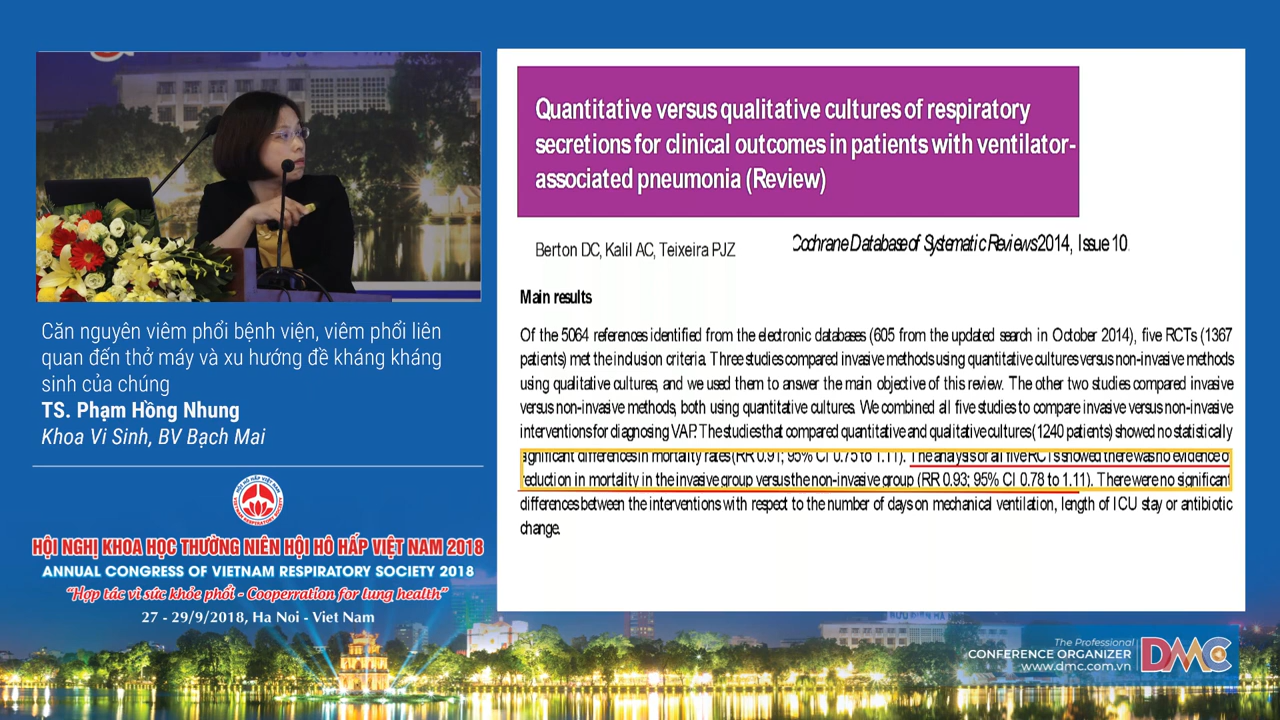 Căn nguyên viêm phổi bệnh viện, viêm phổi liên
quan đến thở máy và xu hướng đề kháng kháng
sinh của chúng
TS. Phạm Hồng Nhung
Khoa Vi Sinh, BV Bạch Mai
HỘI NGHỊ KHOA HỌC THƯỜNG NIÊN HỘI HÔ HẤP VIỆT NAM 2018
ANNUAL CONGRESS OF VIETNAM RESPIRATORY SOCIETY 2018
"Hợp tác vì sức khỏe phổi - Cooperration for lung health"
27 - 29/9/2018, Ha Noi - Viet Nam
Quantitative versus qualitative cultures of respiratory
secretions for clinical outcomes in patients with ventilator-
associated pneumonia (Review)
Berton DC, Kalil AC, Teixeira PJZ
Cochrane Database of Systematic Reviews 2014, Issue 10
Main results
Of the 5064 references identified from the electronic databases (605 from the updated search in October 2014), five RCTs (1367
patients) met the inclusion criteria. Three studies compared invasive methods using quantitative cultures versus non-invasive methods
using qualitative cultures, and we used them to answer the main objective of this review. The other two studies compared invasive
versus non-invasive methods, both using quantitative cultures. We combined all five studies to compare invasive versus non-invasive
interventions for diagnosing VAP. The studies that compared quantitative and qualitative cultures (1240 patients) showed no statistically
significant differences in mortality rates (RR 0.91; 95% CI 0.75 to 1.11). The analysis of all five RCTs showed there was no evidence of
reduction in mortality in the invasive group versus the non-invasive group (RR 0.93; 95% CI 0.78 to 1.11). There were no significant
differences between the interventions with respect to the number of days on mechanical ventilation, length of ICU stay or antibiotic
change.
The Professional
CONFERENCE ORGANIZER
www.dmc.com.vn
DMC